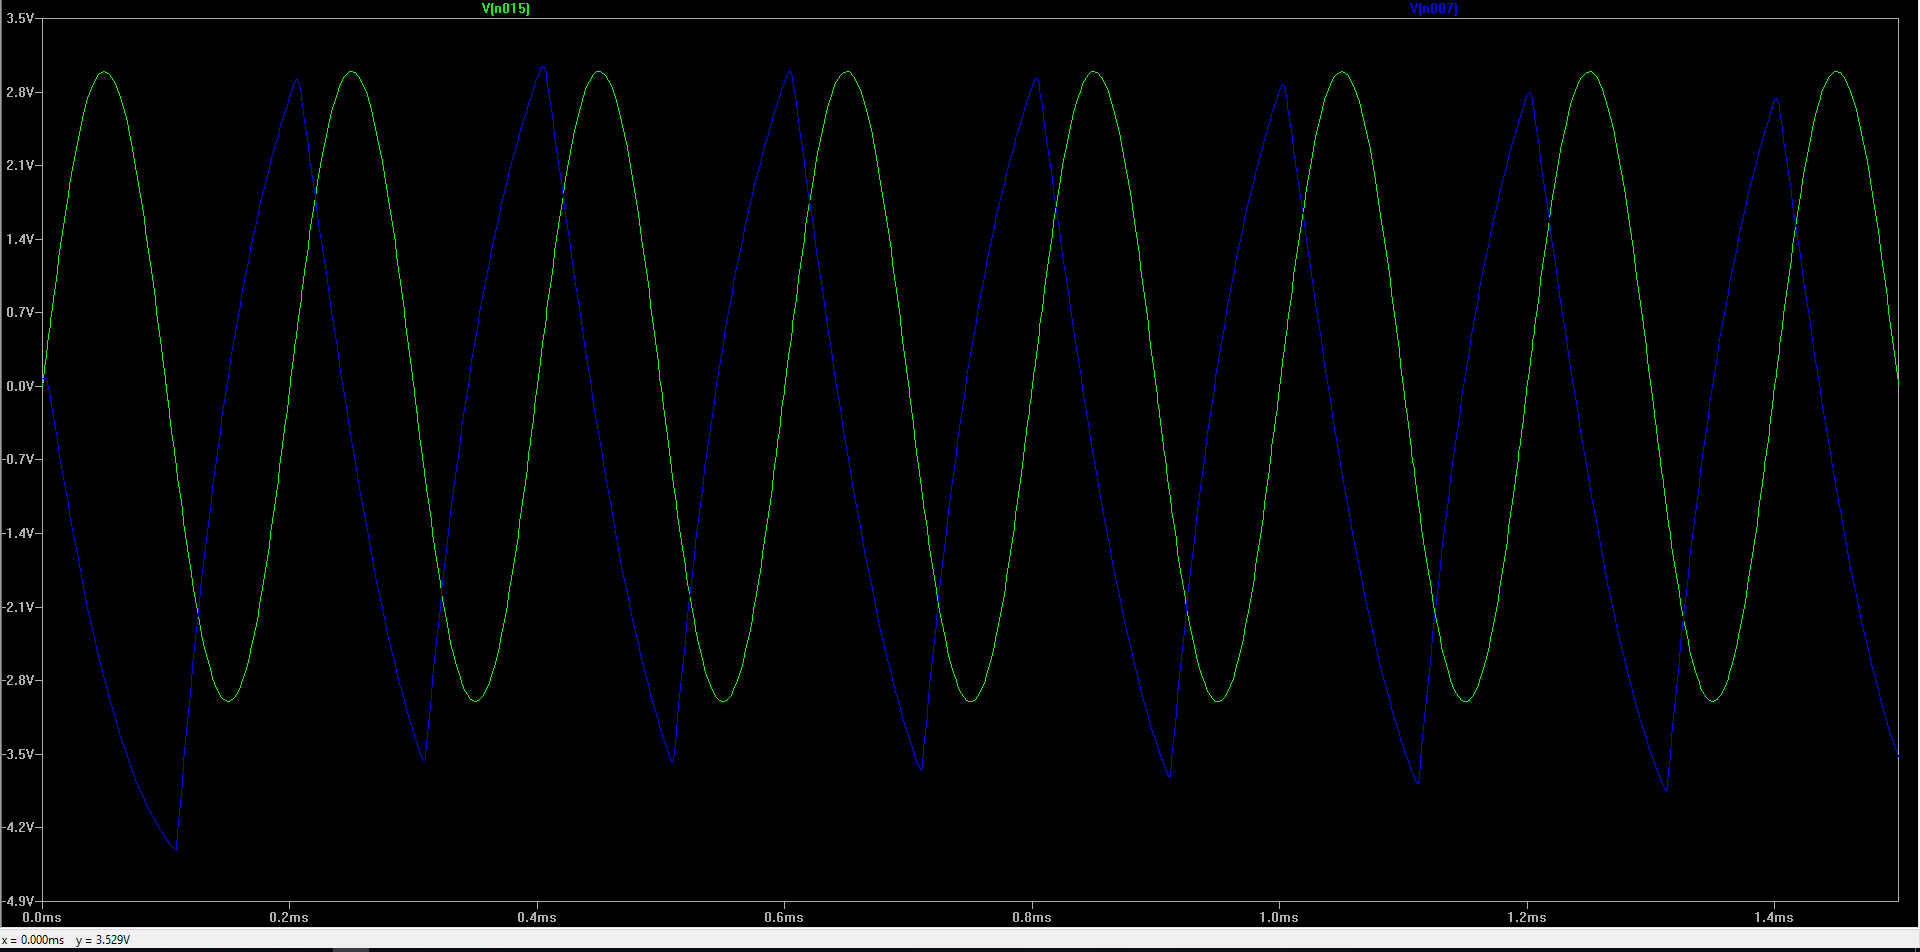 V(n015) V(n007)
3.5V
2.8V
2.1V
1.4V
0.7V
0.0V
-0.7V
-1.4V
-2.1V
-2.8V
-3.5V
-4.2V
-4.9V
0.0ms 0.2ms 0.4ms 0.6ms 0.8ms 1.0ms 1.2ms 1.4ms
x = 0.000ms y = 3.529V